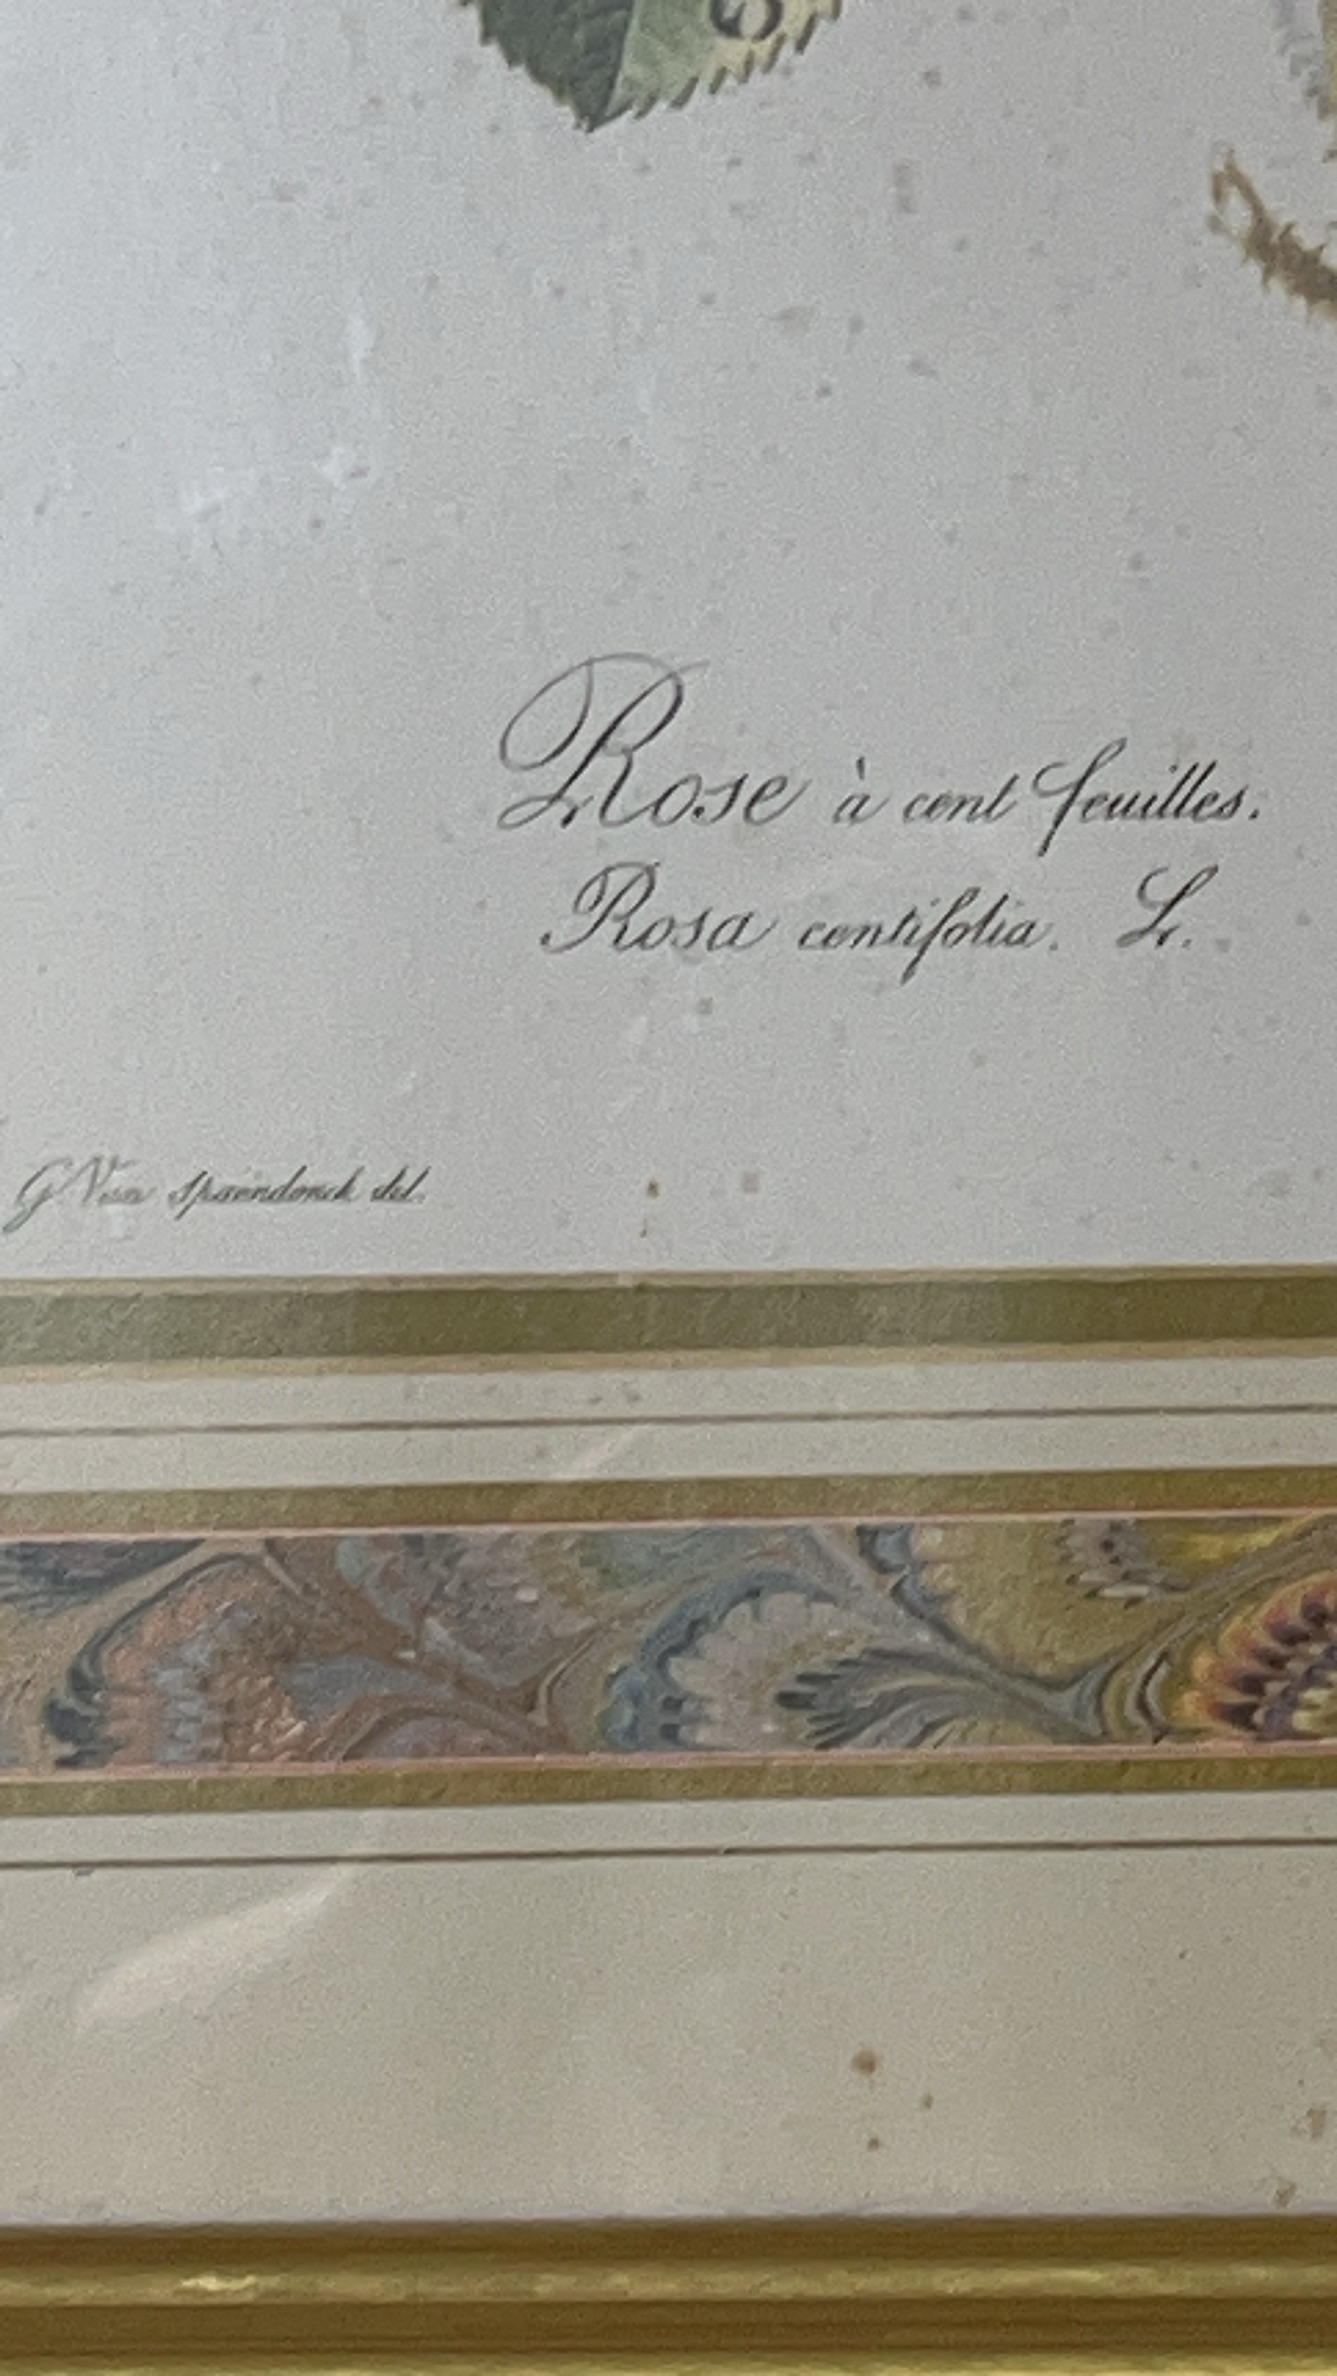 Rose à cent feuilles.
Rosa centifolia. L.
G. Van Spaendonck del.